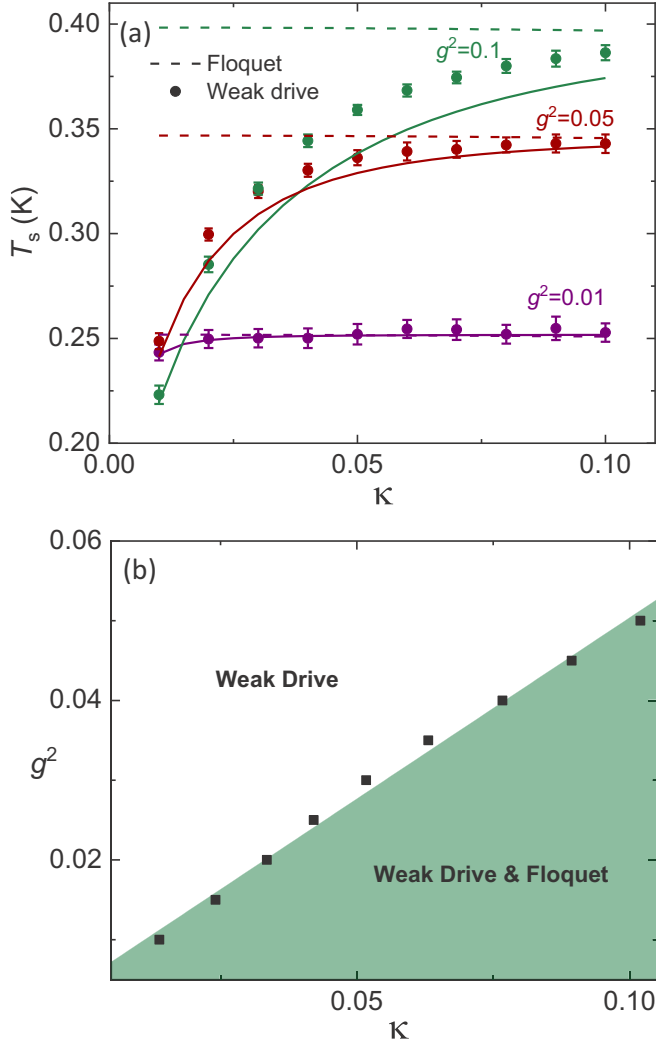 (a)
g²=0.1
Floquet
Weak drive
g²=0.05
g²=0.01
0.40
0.35
0.30
0.25
0.20
Tₛ (K)
0.00
0.05
0.10
κ
(b)
0.06
0.04
0.02
g²
Weak Drive
Weak Drive & Floquet
0.05
0.10
κ